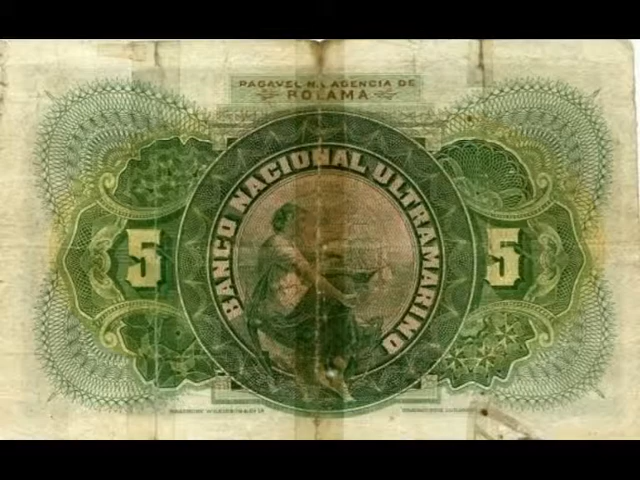 PAGAVEL NA AGENCIA DE
BOLAMA
BANCO NACIONAL ULTRAMARINO
5
5